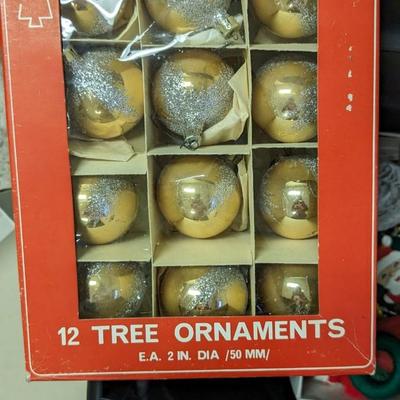 12 TREE ORNAMENTS
E.A. 2 IN. DIA /50 MM/